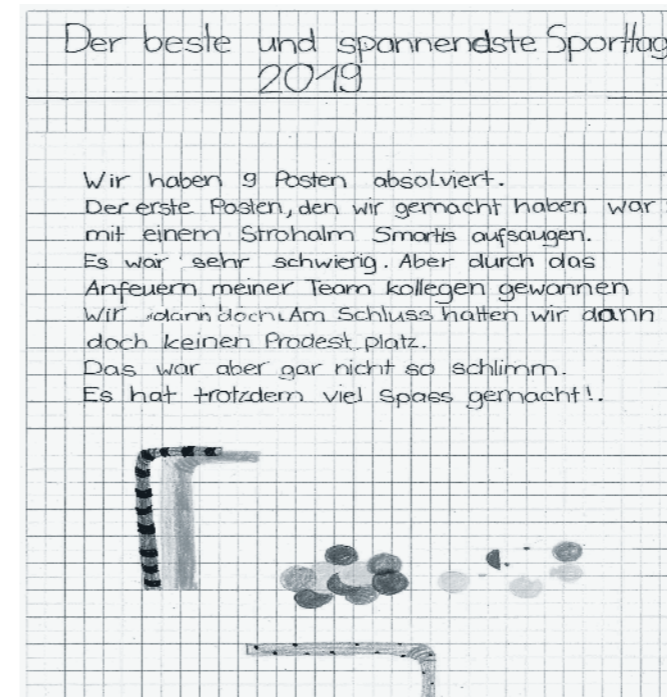 Der beste und spannendste Sporttag
2019
Wir haben 9 Posten absolviert.
Der erste Posten, den wir gemacht haben war
mit einem Strohalm Smartis aufsaugen.
Es war sehr schwierig. Aber durch das
Anfeuern meiner Team kollegen gewannen
Wir dann doch. Am Schluss hatten wir dann
doch keinen Prodest platz.
Das war aber gar nicht so schlimm.
Es hat trotzdem viel Spass gemacht!.